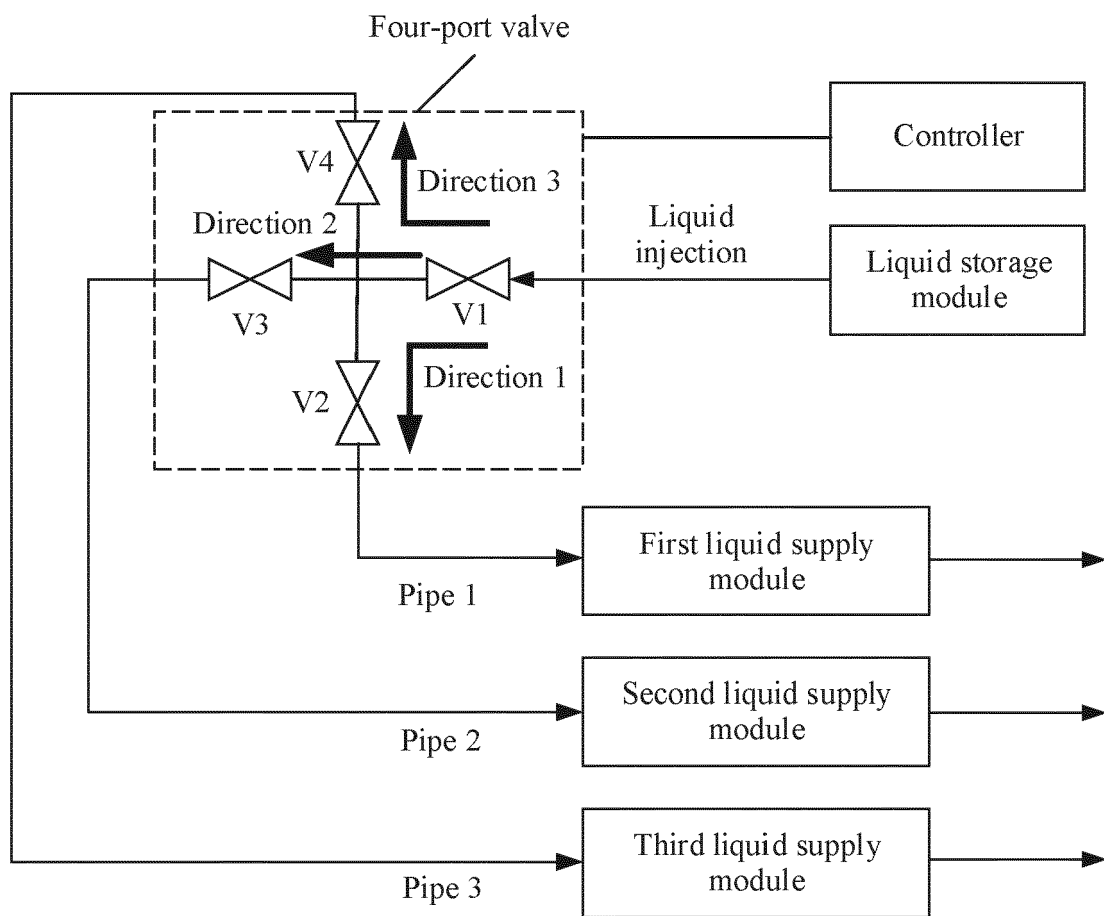 Four-port valve
Controller
V4
Direction 3
Direction 2
Liquid
injection
Liquid storage
module
V3
V1
V2
Direction 1
First liquid supply
module
Pipe 1
Second liquid supply
module
Pipe 2
Third liquid supply
module
Pipe 3